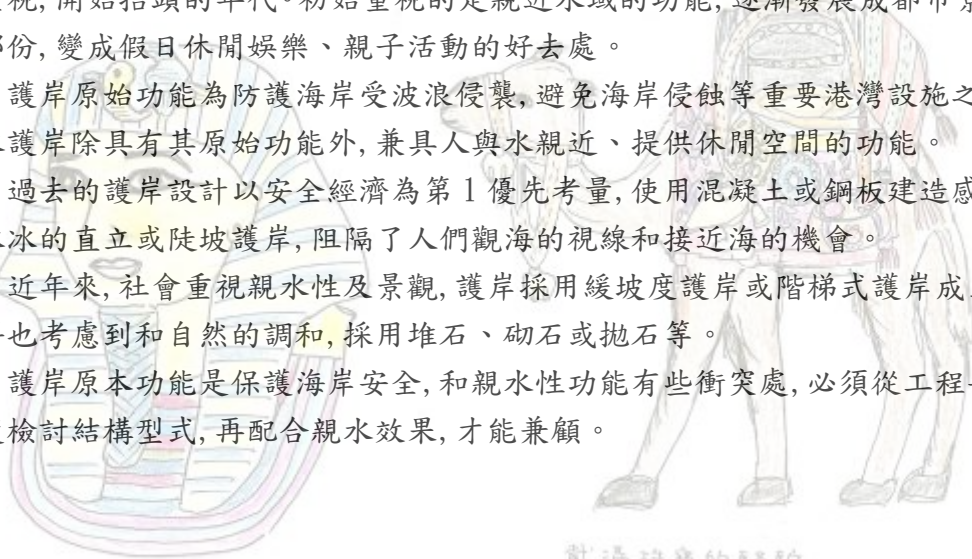 視, 開始抬頭的年代。初始重視的是親近水域的功能, 逐漸發展成都市景
份, 變成假日休閒娛樂、親子活動的好去處。
護岸原始功能為防護海岸受波浪侵襲, 避免海岸侵蝕等重要港灣設施之
護岸除具有其原始功能外, 兼具人與水親近、提供休閒空間的功能。
過去的護岸設計以安全經濟為第 1 優先考量, 使用混凝土或鋼板建造感
冰的直立或陡坡護岸, 阻隔了人們觀海的視線和接近海的機會。
近年來, 社會重視親水性及景觀, 護岸採用緩坡度護岸或階梯式護岸成
也考慮到和自然的調和, 採用堆石、砌石或拋石等。
護岸原本功能是保護海岸安全, 和親水性功能有些衝突處, 必須從工程
檢討結構型式, 再配合親水效果, 才能兼顧。